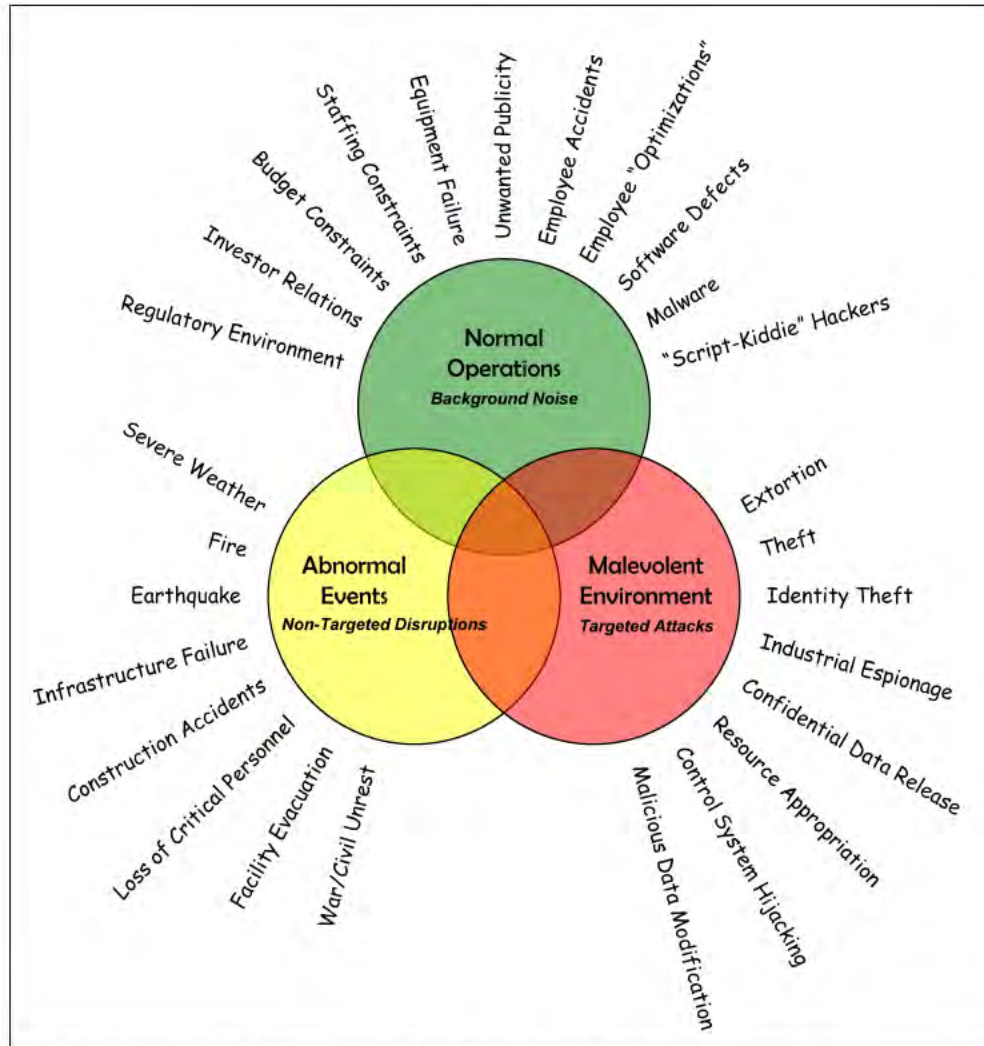 Regulatory Environment
Investor Relations
Budget Constraints
Staffing Constraints
Equipment Failure
Unwanted Publicity
Employee Accidents
Employee “Optimizations”
Software Defects
Malware
“Script-Kiddie” Hackers
Normal
Operations
Background Noise
Severe Weather
Fire
Earthquake
Infrastructure Failure
Construction Accidents
Loss of Critical Personnel
Facility Evacuation
War/Civil Unrest
Abnormal
Events
Non-Targeted Disruptions
Malevolent
Environment
Targeted Attacks
Extortion
Theft
Identity Theft
Industrial Espionage
Confidential Data Release
Resource Appropriation
Control System Hijacking
Malicious Data Modification